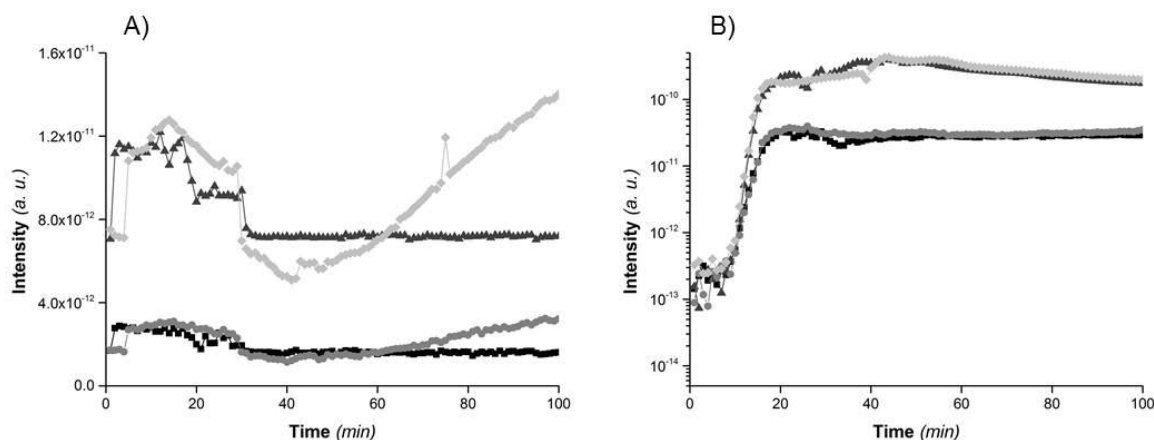 A)
1.6x10⁻¹¹
1.2x10⁻¹¹
8.0x10⁻¹²
4.0x10⁻¹²
0.0
Intensity (a. u.)
0 20 40 60 80 100
Time (min)
B)
10⁻¹⁰
10⁻¹¹
10⁻¹²
10⁻¹³
10⁻¹⁴
Intensity (a. u.)
0 20 40 60 80 100
Time (min)